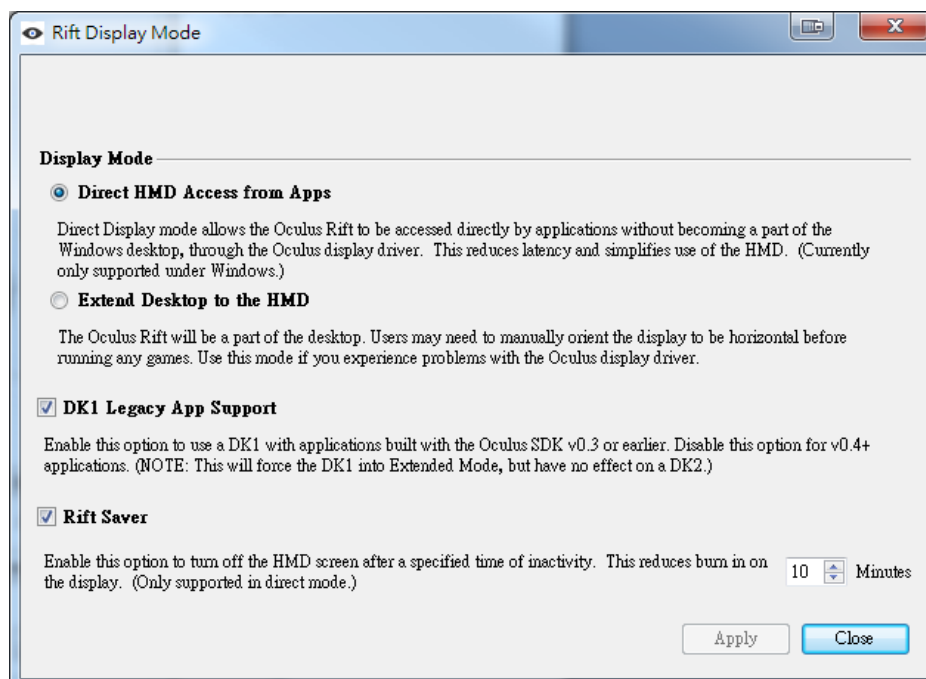 Rift Display Mode
Display Mode
Direct HMD Access from Apps
Direct Display mode allows the Oculus Rift to be accessed directly by applications without becoming a part of the
Windows desktop, through the Oculus display driver.  This reduces latency and simplifies use of the HMD.  (Currently
only supported under Windows.)
Extend Desktop to the HMD
The Oculus Rift will be a part of the desktop. Users may need to manually orient the display to be horizontal before
running any games. Use this mode if you experience problems with the Oculus display driver.
DK1 Legacy App Support
Enable this option to use a DK1 with applications built with the Oculus SDK v0.3 or earlier. Disable this option for v0.4+
applications. (NOTE: This will force the DK1 into Extended Mode, but have no effect on a DK2.)
Rift Saver
Enable this option to turn off the HMD screen after a specified time of inactivity.  This reduces burn in on
the display.  (Only supported in direct mode.)
10 Minutes
Apply Close